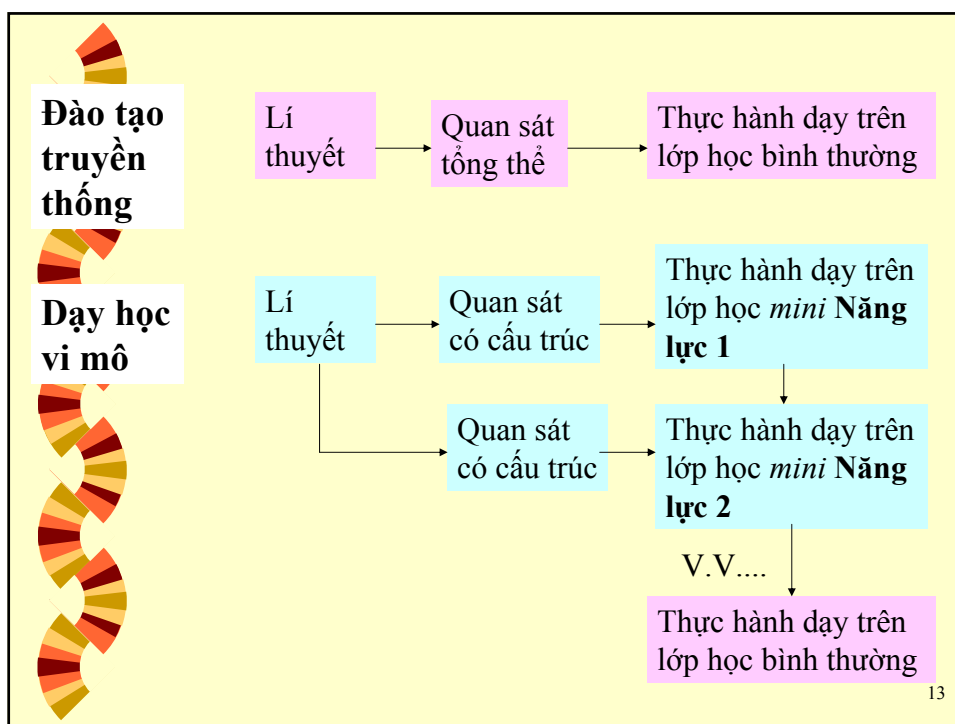 Đào tạo
truyền
thống
Lí
thuyết
Quan sát
tổng thể
Thực hành dạy trên
lớp học bình thường
Dạy học
vi mô
Lí
thuyết
Quan sát
có cấu trúc
Thực hành dạy trên
lớp học mini Năng
lực 1
Quan sát
có cấu trúc
Thực hành dạy trên
lớp học mini Năng
lực 2
V.V....
Thực hành dạy trên
lớp học bình thường
13